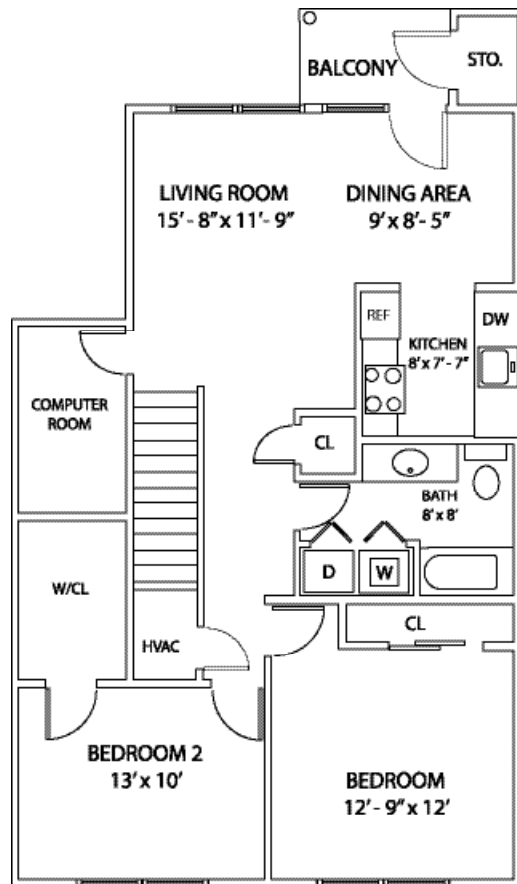 BALCONY
STO.
LIVING ROOM
15' - 8" x 11' - 9"
DINING AREA
9' x 8' - 5"
REF
DW
KITCHEN
8' x 7' - 7"
COMPUTER
ROOM
CL
BATH
8' x 8'
D
W
W/CL
CL
HVAC
BEDROOM 2
13' x 10'
BEDROOM
12' - 9" x 12'